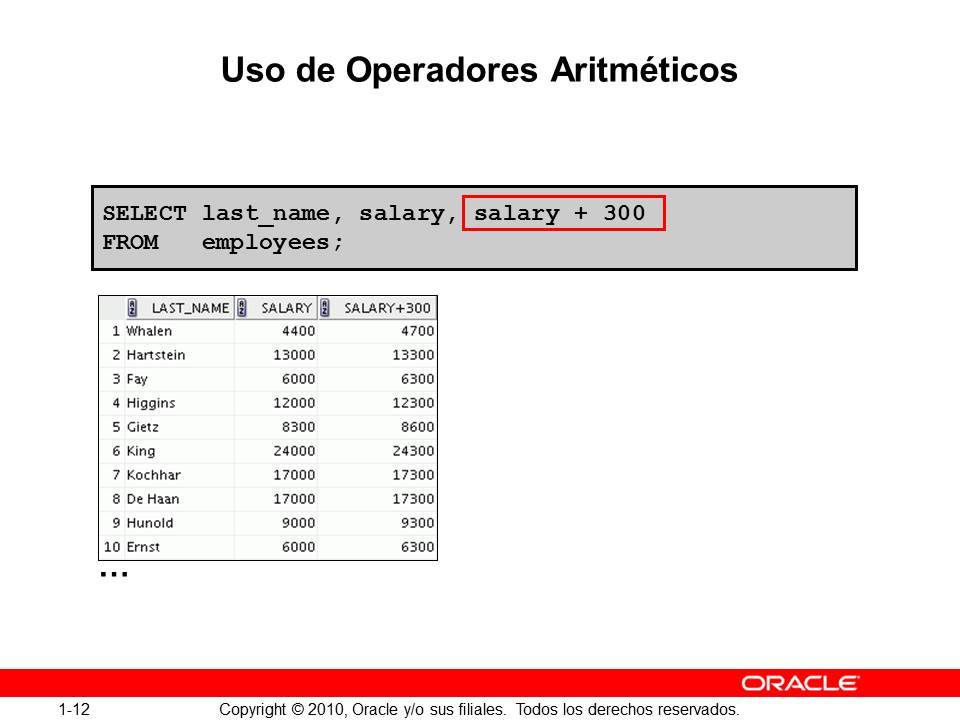 Uso de Operadores Aritméticos
SELECT last_name, salary, salary + 300
FROM   employees;
LAST_NAME SALARY SALARY+300
1 Whalen 4400 4700
2 Hartstein 13000 13300
3 Fay 6000 6300
4 Higgins 12000 12300
5 Gietz 8300 8600
6 King 24000 24300
7 Kochhar 17000 17300
8 De Haan 17000 17300
9 Hunold 9000 9300
10 Ernst 6000 6300
…
ORACLE
1-12 Copyright © 2010, Oracle y/o sus filiales. Todos los derechos reservados.